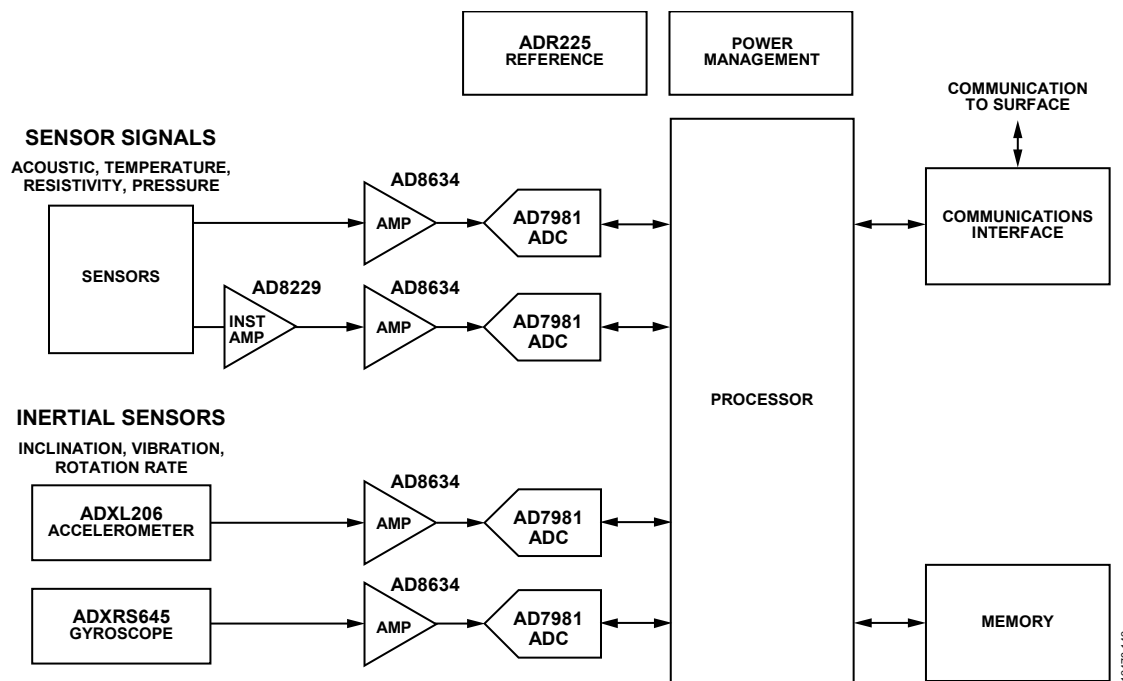 ADR225
REFERENCE
POWER
MANAGEMENT
COMMUNICATION
TO SURFACE
SENSOR SIGNALS
ACOUSTIC, TEMPERATURE,
RESISTIVITY, PRESSURE
SENSORS
AD8634
AMP
AD7981
ADC
AD8229
INST
AMP
AD8634
AMP
AD7981
ADC
PROCESSOR
COMMUNICATIONS
INTERFACE
INERTIAL SENSORS
INCLINATION, VIBRATION,
ROTATION RATE
ADXL206
ACCELEROMETER
AD8634
AMP
AD7981
ADC
ADXRS645
GYROSCOPE
AD8634
AMP
AD7981
ADC
MEMORY